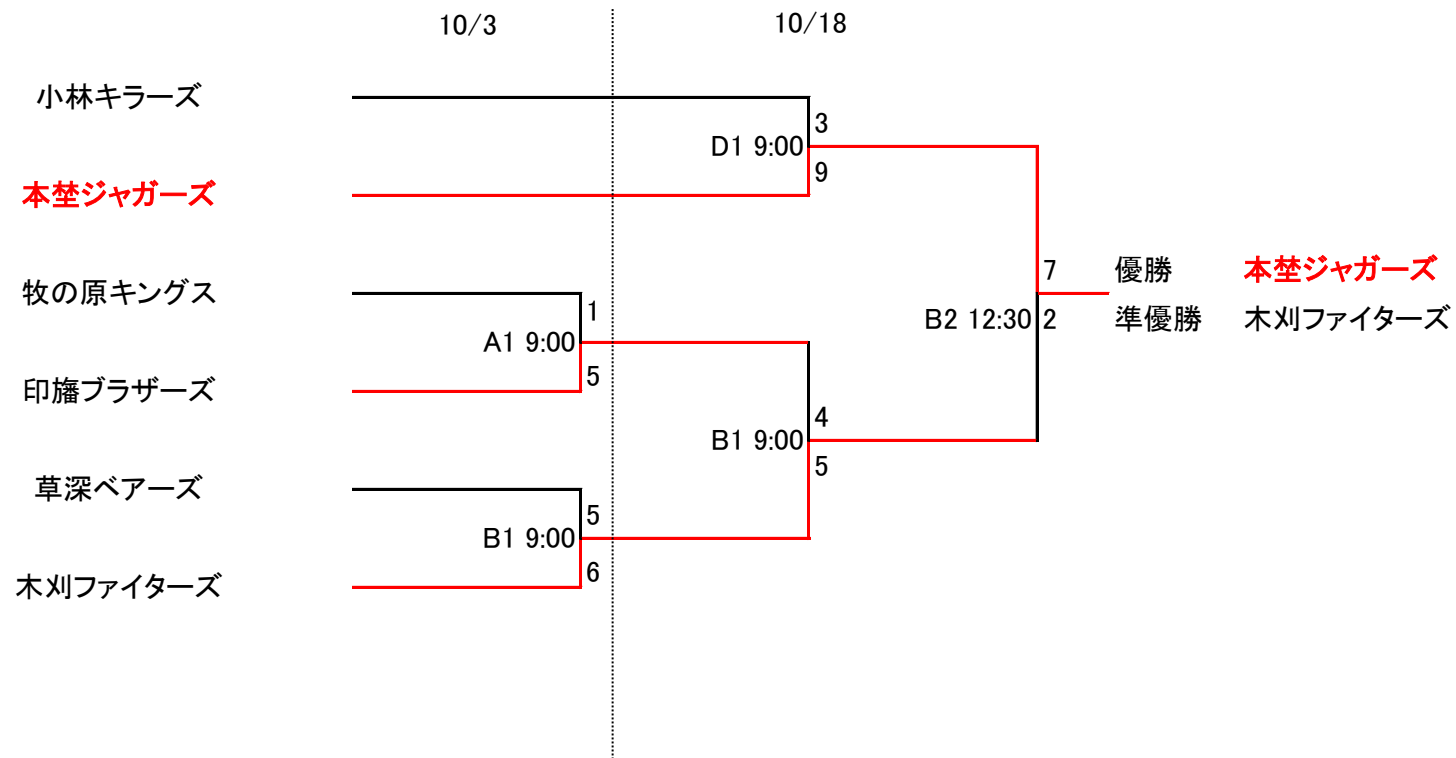 10/3 10/18
小林キラーズ
3
D1 9:00
9
本埜ジャガーズ
7 優勝 本埜ジャガーズ
牧の原キングス
1
B2 12:30 2 準優勝 木刈ファイターズ
A1 9:00
5
印旛ブラザーズ
4
B1 9:00
5
草深ベアーズ
5
B1 9:00
6
木刈ファイターズ